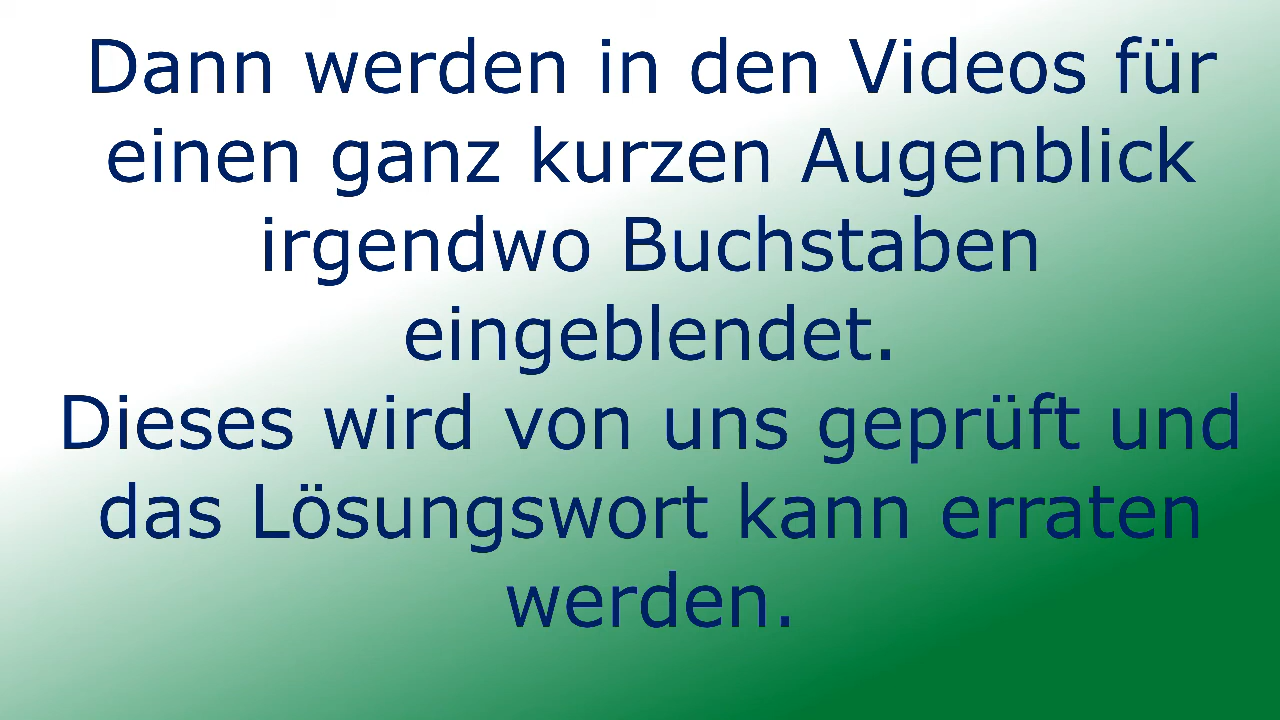 Dann werden in den Videos für
einen ganz kurzen Augenblick
irgendwo Buchstaben
eingeblendet.
Dieses wird von uns geprüft und
das Lösungswort kann erraten
werden.